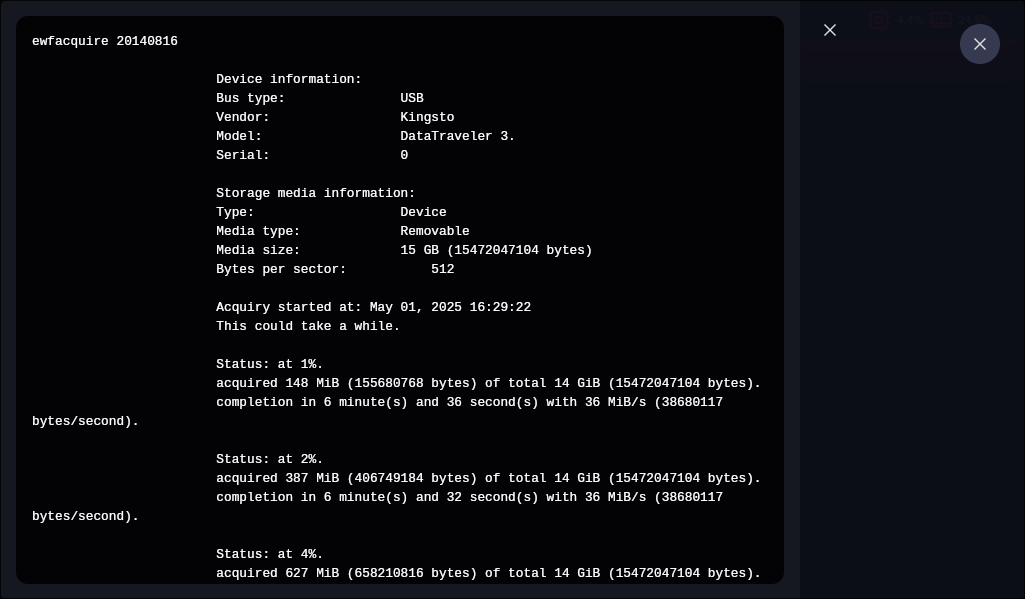 ewfacquire 20140816
Device information:
Bus type: USB
Vendor: Kingsto
Model: DataTraveler 3.
Serial: 0
Storage media information:
Type: Device
Media type: Removable
Media size: 15 GB (15472047104 bytes)
Bytes per sector: 512
Acquiry started at: May 01, 2025 16:29:22
This could take a while.
Status: at 1%.
acquired 148 MiB (155680768 bytes) of total 14 GiB (15472047104 bytes).
completion in 6 minute(s) and 36 second(s) with 36 MiB/s (38680117
bytes/second).
Status: at 2%.
acquired 387 MiB (406749184 bytes) of total 14 GiB (15472047104 bytes).
completion in 6 minute(s) and 32 second(s) with 36 MiB/s (38680117
bytes/second).
Status: at 4%.
acquired 627 MiB (658210816 bytes) of total 14 GiB (15472047104 bytes).